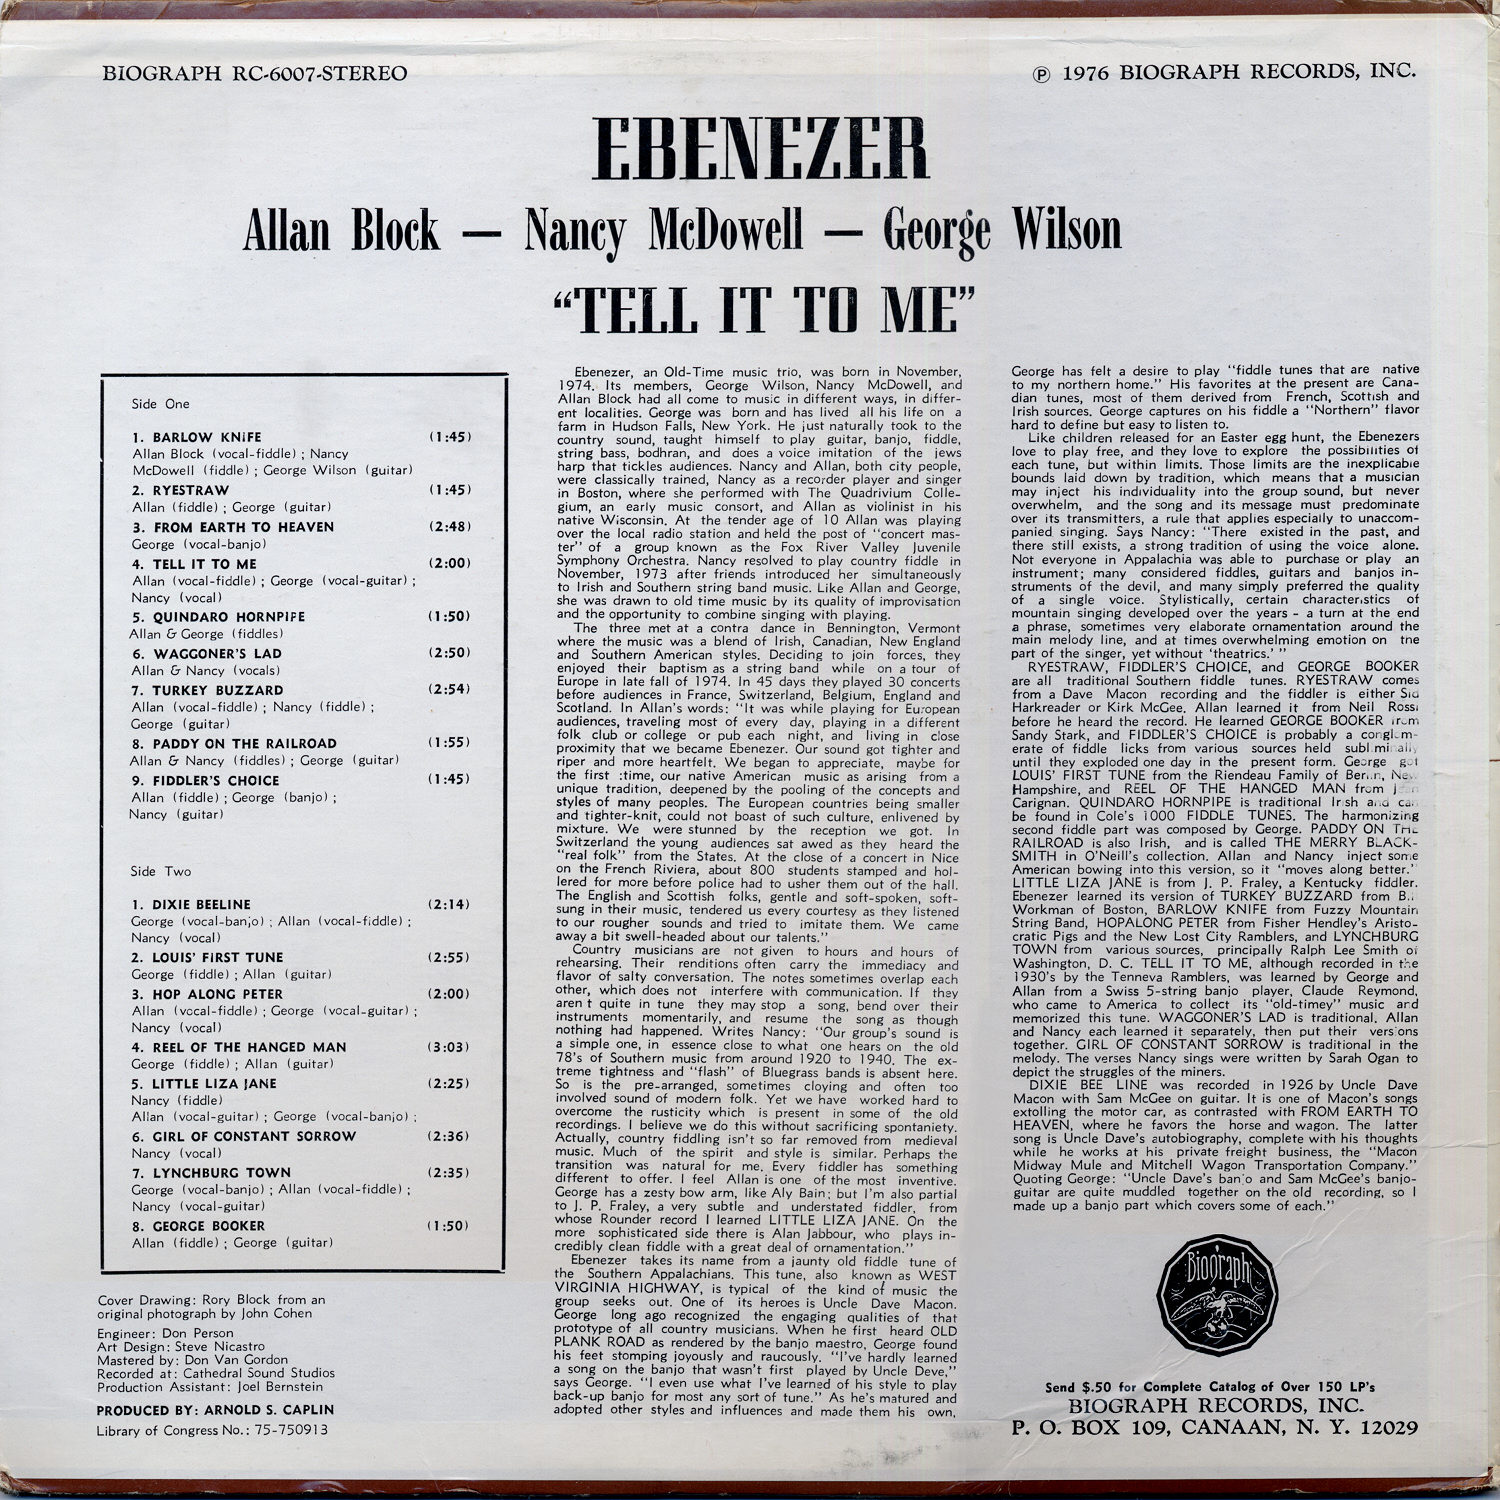 BIOGRAPH RC-6007-STEREO
Ⓟ 1976 BIOGRAPH RECORDS, INC.
EBENEZER
Allan Block — Nancy McDowell — George Wilson
“TELL IT TO ME”
Side One
1. BARLOW KNIFE (1:45)
Allan Block (vocal-fiddle) ; Nancy
McDowell (fiddle) ; George Wilson (guitar)
2. RYESTRAW (1:45)
Allan (fiddle) ; George (guitar)
3. FROM EARTH TO HEAVEN (2:48)
George (vocal-banjo)
4. TELL IT TO ME (2:00)
Allan (vocal-fiddle) ; George (vocal-guitar) ;
Nancy (vocal)
5. QUINDARO HORNPIPE (1:50)
Allan & George (fiddles)
6. WAGGONER'S LAD (2:50)
Allan & Nancy (vocals)
7. TURKEY BUZZARD (2:54)
Allan (vocal-fiddle) ; Nancy (fiddle) ;
George (guitar)
8. PADDY ON THE RAILROAD (1:55)
Allan & Nancy (fiddles) ; George (guitar)
9. FIDDLER'S CHOICE (1:45)
Allan (fiddle) ; George (banjo) ;
Nancy (guitar)
Side Two
1. DIXIE BEELINE (2:14)
George (vocal-banjo) ; Allan (vocal-fiddle) ;
Nancy (vocal)
2. LOUIS' FIRST TUNE (2:55)
George (fiddle) ; Allan (guitar)
3. HOP ALONG PETER (2:00)
Allan (vocal-fiddle) ; George (vocal-guitar) ;
Nancy (vocal)
4. REEL OF THE HANGED MAN (3:03)
George (fiddle) ; Allan (guitar)
5. LITTLE LIZA JANE (2:25)
Nancy (fiddle)
Allan (vocal-guitar) ; George (vocal-banjo) ;
6. GIRL OF CONSTANT SORROW (2:36)
Nancy (vocal)
7. LYNCHBURG TOWN (2:35)
George (vocal-banjo) ; Allan (vocal-fiddle) ;
Nancy (vocal-guitar)
8. GEORGE BOOKER (1:50)
Allan (fiddle) ; George (guitar)
Cover Drawing: Rory Block from an
original photograph by John Cohen
Engineer: Don Person
Art Design: Steve Nicastro
Mastered by: Don Van Gordon
Recorded at: Cathedral Sound Studios
Production Assistant: Joel Bernstein
PRODUCED BY: ARNOLD S. CAPLIN
Library of Congress No.: 75-750913
Ebenezer, an Old-Time music trio, was born in November,
1974. Its members, George Wilson, Nancy McDowell, and
Allan Block had all come to music in different ways, in differ-
ent localities. George was born and has lived all his life on a
farm in Hudson Falls, New York. He just naturally took to the
country sound, taught himself to play guitar, banjo, fiddle,
string bass, bodhran, and does a voice imitation of the jews
harp that tickles audiences. Nancy and Allan, both city people,
were classically trained, Nancy as a recorder player and singer
in Boston, where she performed with The Quadrivium Colle-
gium, an early music consort, and Allan as violinist in his
native Wisconsin. At the tender age of 10 Allan was playing
over the local radio station and held the post of “concert mas-
ter” of a group known as the Fox River Valley Juvenile
Symphony Orchestra. Nancy resolved to play country fiddle in
November, 1973 after friends introduced her simultaneously
to Irish and Southern string band music. Like Allan and George,
she was drawn to old time music by its quality of improvisation
and the opportunity to combine singing with playing.
The three met at a contra dance in Bennington, Vermont
where the music was a blend of Irish, Canadian, New England
and Southern American styles. Deciding to join forces, they
enjoyed their baptism as a string band while on a tour of
Europe in late fall of 1974. In 45 days they played 30 concerts
before audiences in France, Switzerland, Belgium, England and
Scotland. In Allan's words: “It was while playing for European
audiences, traveling most of every day, playing in a different
folk club or college or pub each night, and living in close
proximity that we became Ebenezer. Our sound got tighter and
riper and more heartfelt. We began to appreciate, maybe for
the first :time, our native American music as arising from a
unique tradition, deepened by the pooling of the concepts and
styles of many peoples. The European countries being smaller
and tighter-knit, could not boast of such culture, enlivened by
mixture. We were stunned by the reception we got. In
Switzerland the young audiences sat awed as they heard the
“real folk” from the States. At the close of a concert in Nice
on the French Riviera, about 800 students stamped and hol-
lered for more before police had to usher them out of the hall.
The English and Scottish folks, gentle and soft-spoken, soft-
sung in their music, tendered us every courtesy as they listened
to our rougher sounds and tried to imitate them. We came
away a bit swell-headed about our talents.”
Country musicians are not given to hours and hours of
rehearsing. Their renditions often carry the immediacy and
flavor of salty conversation. The notes sometimes overlap each
other, which does not interfere with communication. If they
aren t quite in tune they may stop a song, bend over their
instruments momentarily, and resume the song as though
nothing had happened. Writes Nancy: “Our group's sound is
a simple one, in essence close to what one hears on the old
78's of Southern music from around 1920 to 1940. The ex-
treme tightness and “flash” of Bluegrass bands is absent here.
So is the pre-arranged, sometimes cloying and often too
involved sound of modern folk. Yet we have worked hard to
overcome the rusticity which is present in some of the old
recordings. I believe we do this without sacrificing spontaniety.
Actually, country fiddling isn't so far removed from medieval
music. Much of the spirit and style is similar. Perhaps the
transition was natural for me. Every fiddler has something
different to offer. I feel Allan is one of the most inventive.
George has a zesty bow arm, like Aly Bain; but I'm also partial
to J. P. Fraley, a very subtle and understated fiddler, from
whose Rounder record I learned LITTLE LIZA JANE. On the
more sophisticated side there is Alan Jabbour, who plays in-
credibly clean fiddle with a great deal of ornamentation.”
Ebenezer takes its name from a jaunty old fiddle tune of
the Southern Appalachians. This tune, also known as WEST
VIRGINIA HIGHWAY, is typical of the kind of music the
group seeks out. One of its heroes is Uncle Dave Macon.
George long ago recognized the engaging qualities of that
prototype of all country musicians. When he first heard OLD
PLANK ROAD as rendered by the banjo maestro, George found
his feet stomping joyously and raucously. “I've hardly learned
a song on the banjo that wasn't first played by Uncle Deve,”
says George. “I even use what I've learned of his style to play
back-up banjo for most any sort of tune.” As he's matured and
adopted other styles and influences and made them his own,
George has felt a desire to play “fiddle tunes that are native
to my northern home.” His favorites at the present are Cana-
dian tunes, most of them derived from French, Scottish and
Irish sources. George captures on his fiddle a “Northern” flavor
hard to define but easy to listen to.
Like children released for an Easter egg hunt, the Ebenezers
love to play free, and they love to explore the possibilities of
each tune, but within limits. Those limits are the inexplicable
bounds laid down by tradition, which means that a musician
may inject his individuality into the group sound, but never
overwhelm, and the song and its message must predominate
over its transmitters, a rule that applies especially to unaccom-
panied singing. Says Nancy: “There existed in the past, and
there still exists, a strong tradition of using the voice alone.
Not everyone in Appalachia was able to purchase or play an
instrument; many considered fiddles, guitars and banjos in-
struments of the devil, and many simply preferred the quality
of a single voice. Stylistically, certain characteristics of
mountain singing developed over the years - a turn at the end
a phrase, sometimes very elaborate ornamentation around the
main melody line, and at times overwhelming emotion on the
part of the singer, yet without ‘theatrics.’ ”
RYESTRAW, FIDDLER'S CHOICE, and GEORGE BOOKER
are all traditional Southern fiddle tunes. RYESTRAW comes
from a Dave Macon recording and the fiddler is either Sid
Harkreader or Kirk McGee. Allan learned it from Neil Rossi
before he heard the record. He learned GEORGE BOOKER from
Sandy Stark, and FIDDLER'S CHOICE is probably a conglom-
erate of fiddle licks from various sources held subliminally
until they exploded one day in the present form. George got
LOUIS' FIRST TUNE from the Riendeau Family of Berlin, New
Hampshire, and REEL OF THE HANGED MAN from Jean
Carignan. QUINDARO HORNPIPE is traditional Irish and can
be found in Cole's 1000 FIDDLE TUNES. The harmonizing
second fiddle part was composed by George. PADDY ON THE
RAILROAD is also Irish, and is called THE MERRY BLACK-
SMITH in O'Neill's collection. Allan and Nancy inject some
American bowing into this version, so it “moves along better.”
LITTLE LIZA JANE is from J. P. Fraley, a Kentucky fiddler.
Ebenezer learned its version of TURKEY BUZZARD from
Workman of Boston, BARLOW KNIFE from Fuzzy Mountain
String Band, HOPALONG PETER from Fisher Hendley's Aristo-
cratic Pigs and the New Lost City Ramblers, and LYNCHBURG
TOWN from various sources, principally Ralph Lee Smith of
Washington, D. C. TELL IT TO ME, although recorded in the
1930's by the Tenneva Ramblers, was learned by George and
Allan from a Swiss 5-string banjo player, Claude Reymond,
who came to America to collect its “old-timey” music and
memorized this tune. WAGGONER'S LAD is traditional. Allan
and Nancy each learned it separately, then put their versions
together. GIRL OF CONSTANT SORROW is traditional in the
melody. The verses Nancy sings were written by Sarah Ogan to
depict the struggles of the miners.
DIXIE BEE LINE was recorded in 1926 by Uncle Dave
Macon with Sam McGee on guitar. It is one of Macon's songs
extolling the motor car, as contrasted with FROM EARTH TO
HEAVEN, where he favors the horse and wagon. The latter
song is Uncle Dave's autobiography, complete with his thoughts
while he works at his private freight business, the “Macon
Midway Mule and Mitchell Wagon Transportation Company.”
Quoting George: “Uncle Dave's banjo and Sam McGee's banjo-
guitar are quite muddled together on the old recording, so I
made up a banjo part which covers some of each.”
Biograph
Send $.50 for Complete Catalog of Over 150 LP's
BIOGRAPH RECORDS, INC.
P. O. BOX 109, CANAAN, N. Y. 12029